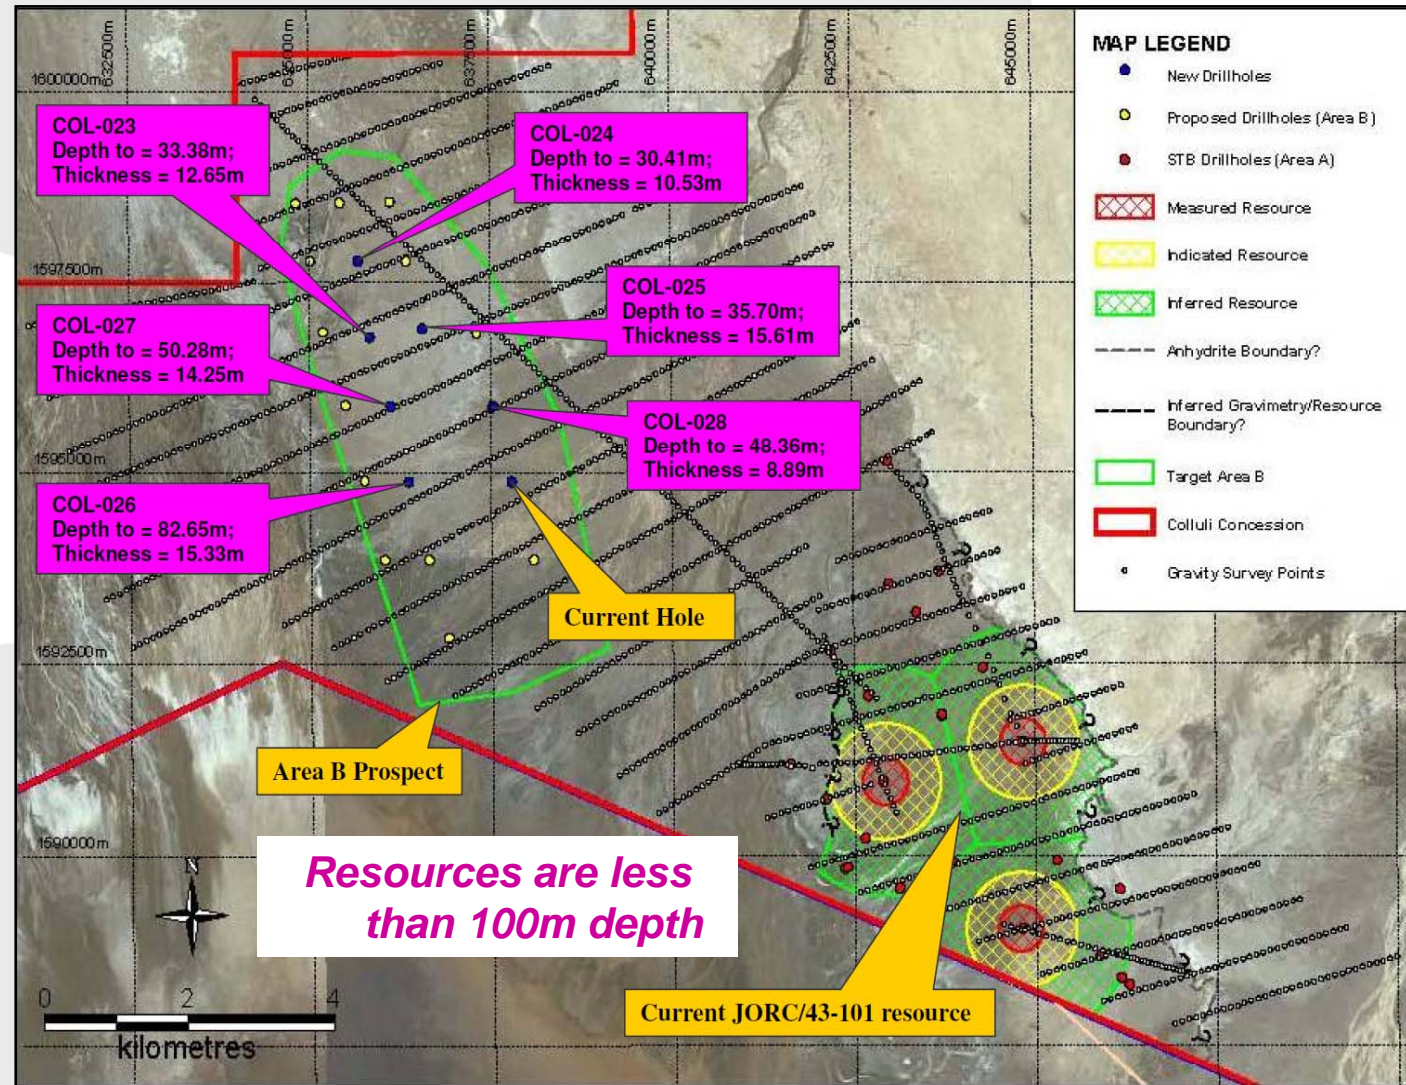 632500m
635000m
637500m
640000m
642500m
645000m
1600000m
1597500m
1595000m
1592500m
1590000m
COL-023
Depth to = 33.38m;
Thickness = 12.65m
COL-024
Depth to = 30.41m;
Thickness = 10.53m
COL-027
Depth to = 50.28m;
Thickness = 14.25m
COL-025
Depth to = 35.70m;
Thickness = 15.61m
COL-028
Depth to = 48.36m;
Thickness = 8.89m
COL-026
Depth to = 82.65m;
Thickness = 15.33m
Current Hole
Area B Prospect
Resources are less
than 100m depth
Current JORC/43-101 resource
N
0 2 4
kilometres
MAP LEGEND
New Drillholes
Proposed Drillholes (Area B)
STB Drillholes (Area A)
Measured Resource
Indicated Resource
Inferred Resource
Anhydrite Boundary?
Inferred Gravimetry/Resource
Boundary?
Target Area B
Colluli Concession
Gravity Survey Points
?
?
?
?
?
?
?
?
?